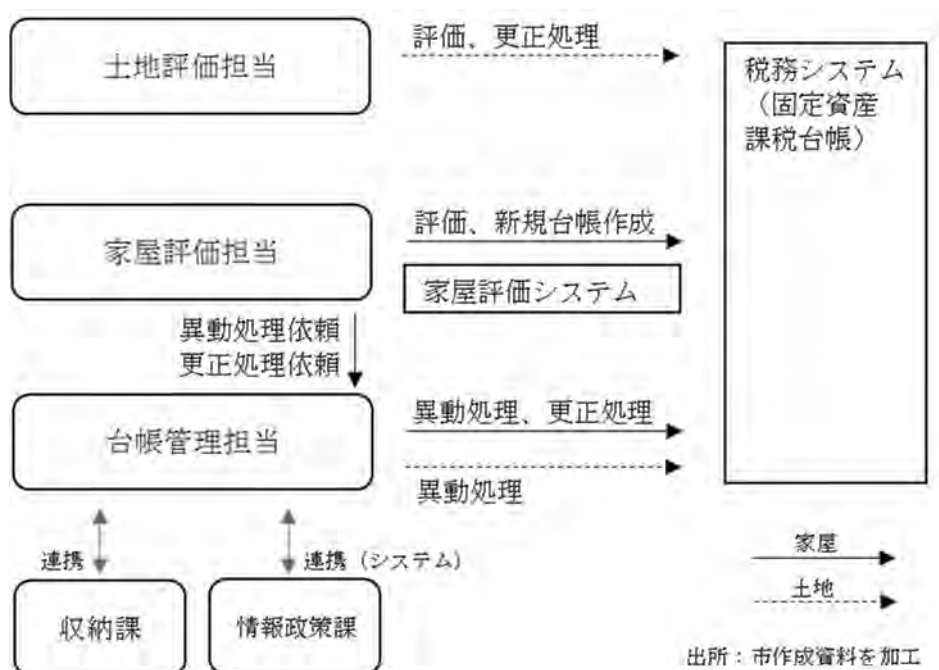 土地評価担当
評価、更正処理
税務システム
（固定資産
課税台帳）
家屋評価担当
評価、新規台帳作成
家屋評価システム
異動処理依頼
更正処理依頼
台帳管理担当
異動処理、更正処理
異動処理
連携
連携（システム）
収納課
情報政策課
家屋
土地
出所：市作成資料を加工